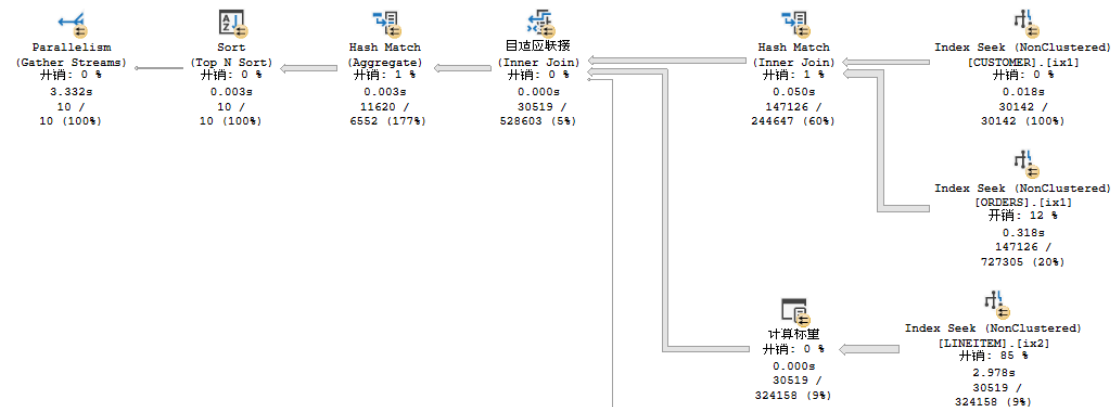 Parallelism
(Gather Streams)
开销: 0 %
3.332s
10 /
10 (100%)
Sort
(Top N Sort)
开销: 0 %
0.003s
10 /
10 (100%)
Hash Match
(Aggregate)
开销: 1 %
0.003s
11620 /
6552 (177%)
自适应联接
(Inner Join)
开销: 0 %
0.000s
30519 /
528603 (5%)
Hash Match
(Inner Join)
开销: 1 %
0.050s
147126 /
244647 (60%)
Index Seek (NonClustered)
[CUSTOMER].[ix1]
开销: 0 %
0.018s
30142 /
30142 (100%)
Index Seek (NonClustered)
[ORDERS].[ix1]
开销: 12 %
0.318s
147126 /
727305 (20%)
计算标量
开销: 0 %
0.000s
30519 /
324158 (9%)
Index Seek (NonClustered)
[LINEITEM].[ix2]
开销: 85 %
2.978s
30519 /
324158 (9%)